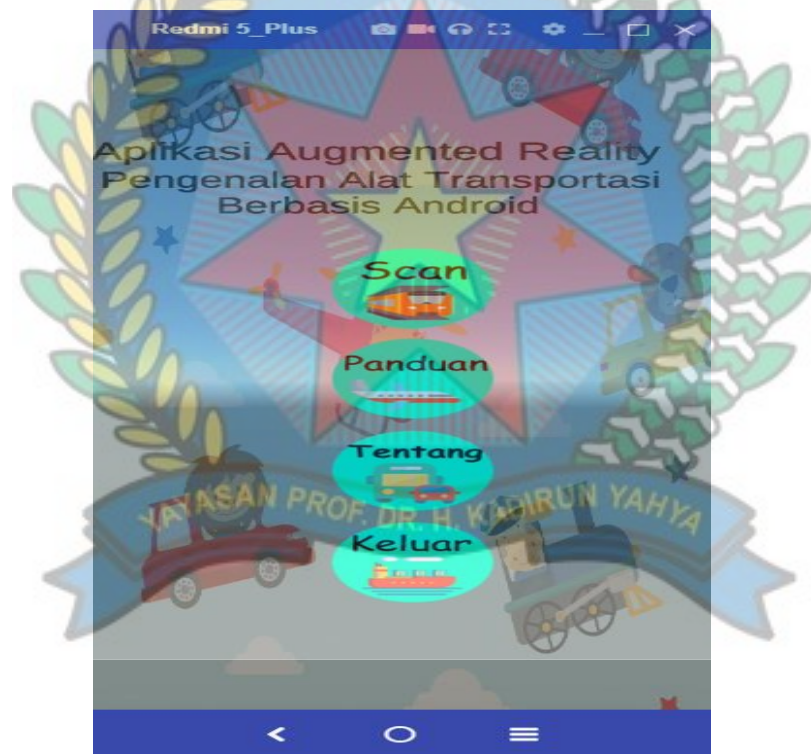 Redmi 5_Plus
Aplikasi Augmented Reality
Pengenalan Alat Transportasi
Berbasis Android
Scan
Panduan
Tentang
Keluar
YAYASAN PROF. DR. H. KADIRUN YAHYA